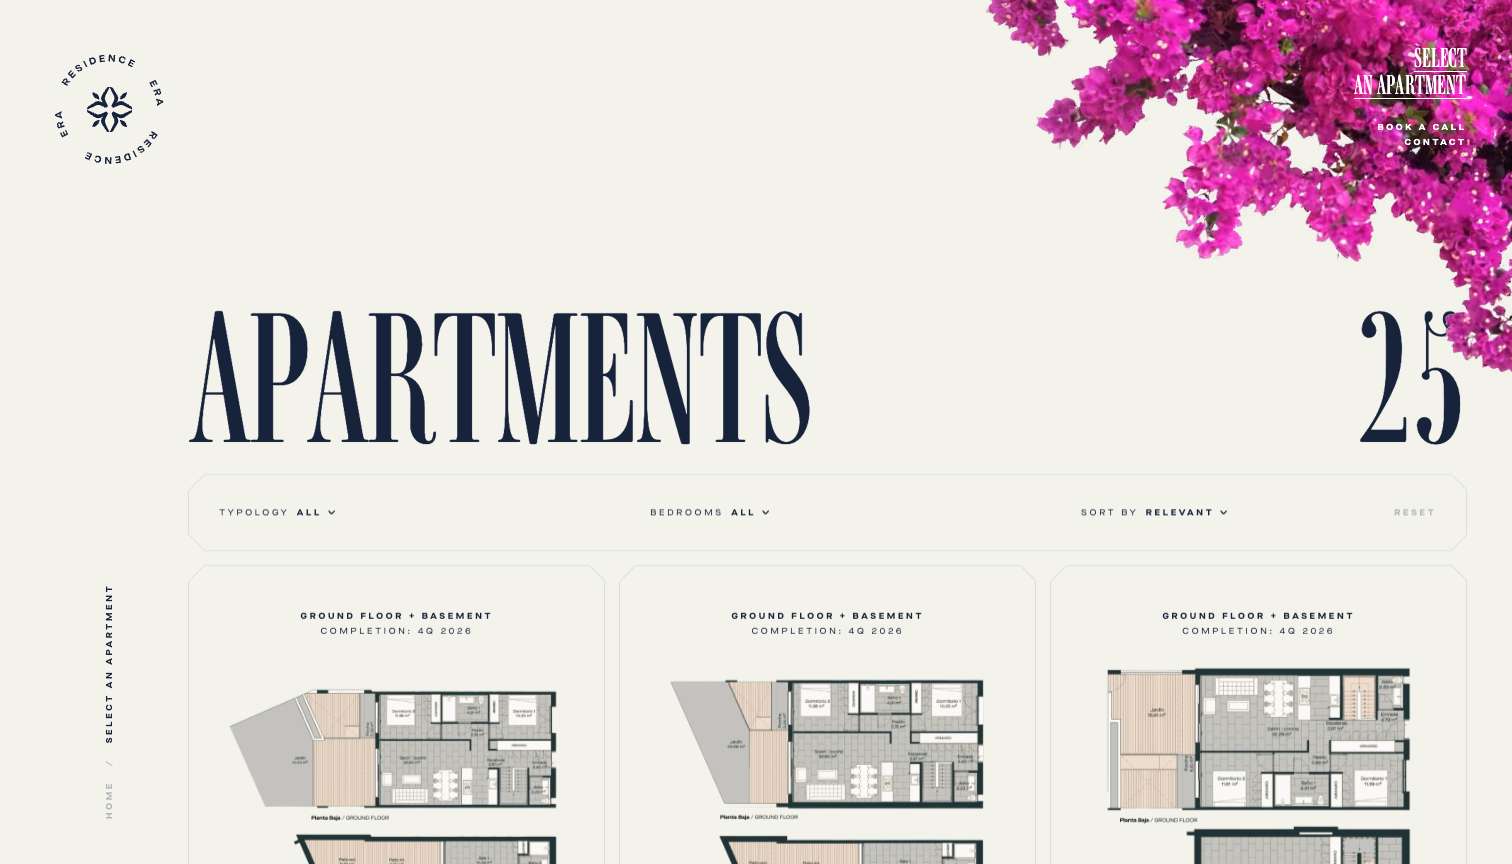 RESIDENCE ERA RESIDENCE ERA
SELECT
AN APARTMENT
BOOK A CALL
CONTACT
APARTMENTS
25
TYPOLOGY ALL
BEDROOMS ALL
SORT BY RELEVANT
RESET
HOME / SELECT AN APARTMENT
GROUND FLOOR + BASEMENT
COMPLETION: 4Q 2026
Planta Baja / GROUND FLOOR
GROUND FLOOR + BASEMENT
COMPLETION: 4Q 2026
Planta Baja / GROUND FLOOR
GROUND FLOOR + BASEMENT
COMPLETION: 4Q 2026
Planta Baja / GROUND FLOOR